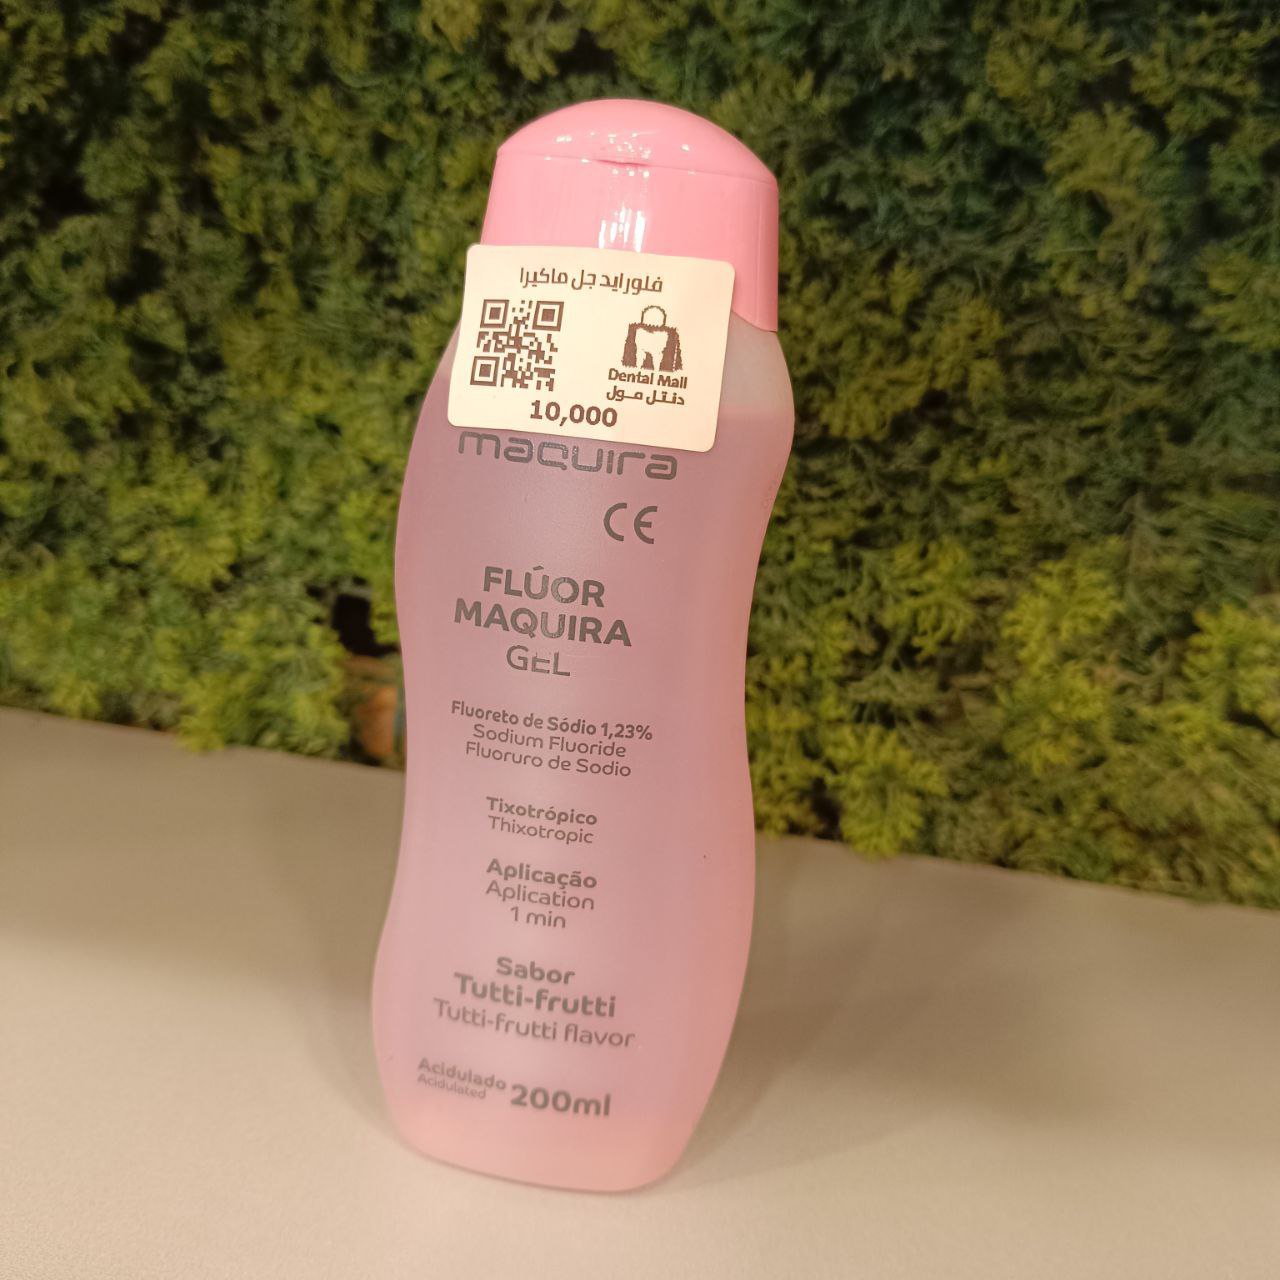 فلورايد جل ماكيرا
Dental Mall
دنتل مول
10,000
maquira
CE
FLÚOR
MAQUIRA
GEL
Fluoreto de Sódio 1,23%
Sodium Fluoride
Fluoruro de Sodio
Tixotrópico
Thixotropic
Aplicação
Aplication
1 min
Sabor
Tutti-frutti
Tutti-frutti flavor
Acidulado
Acidulated
200ml